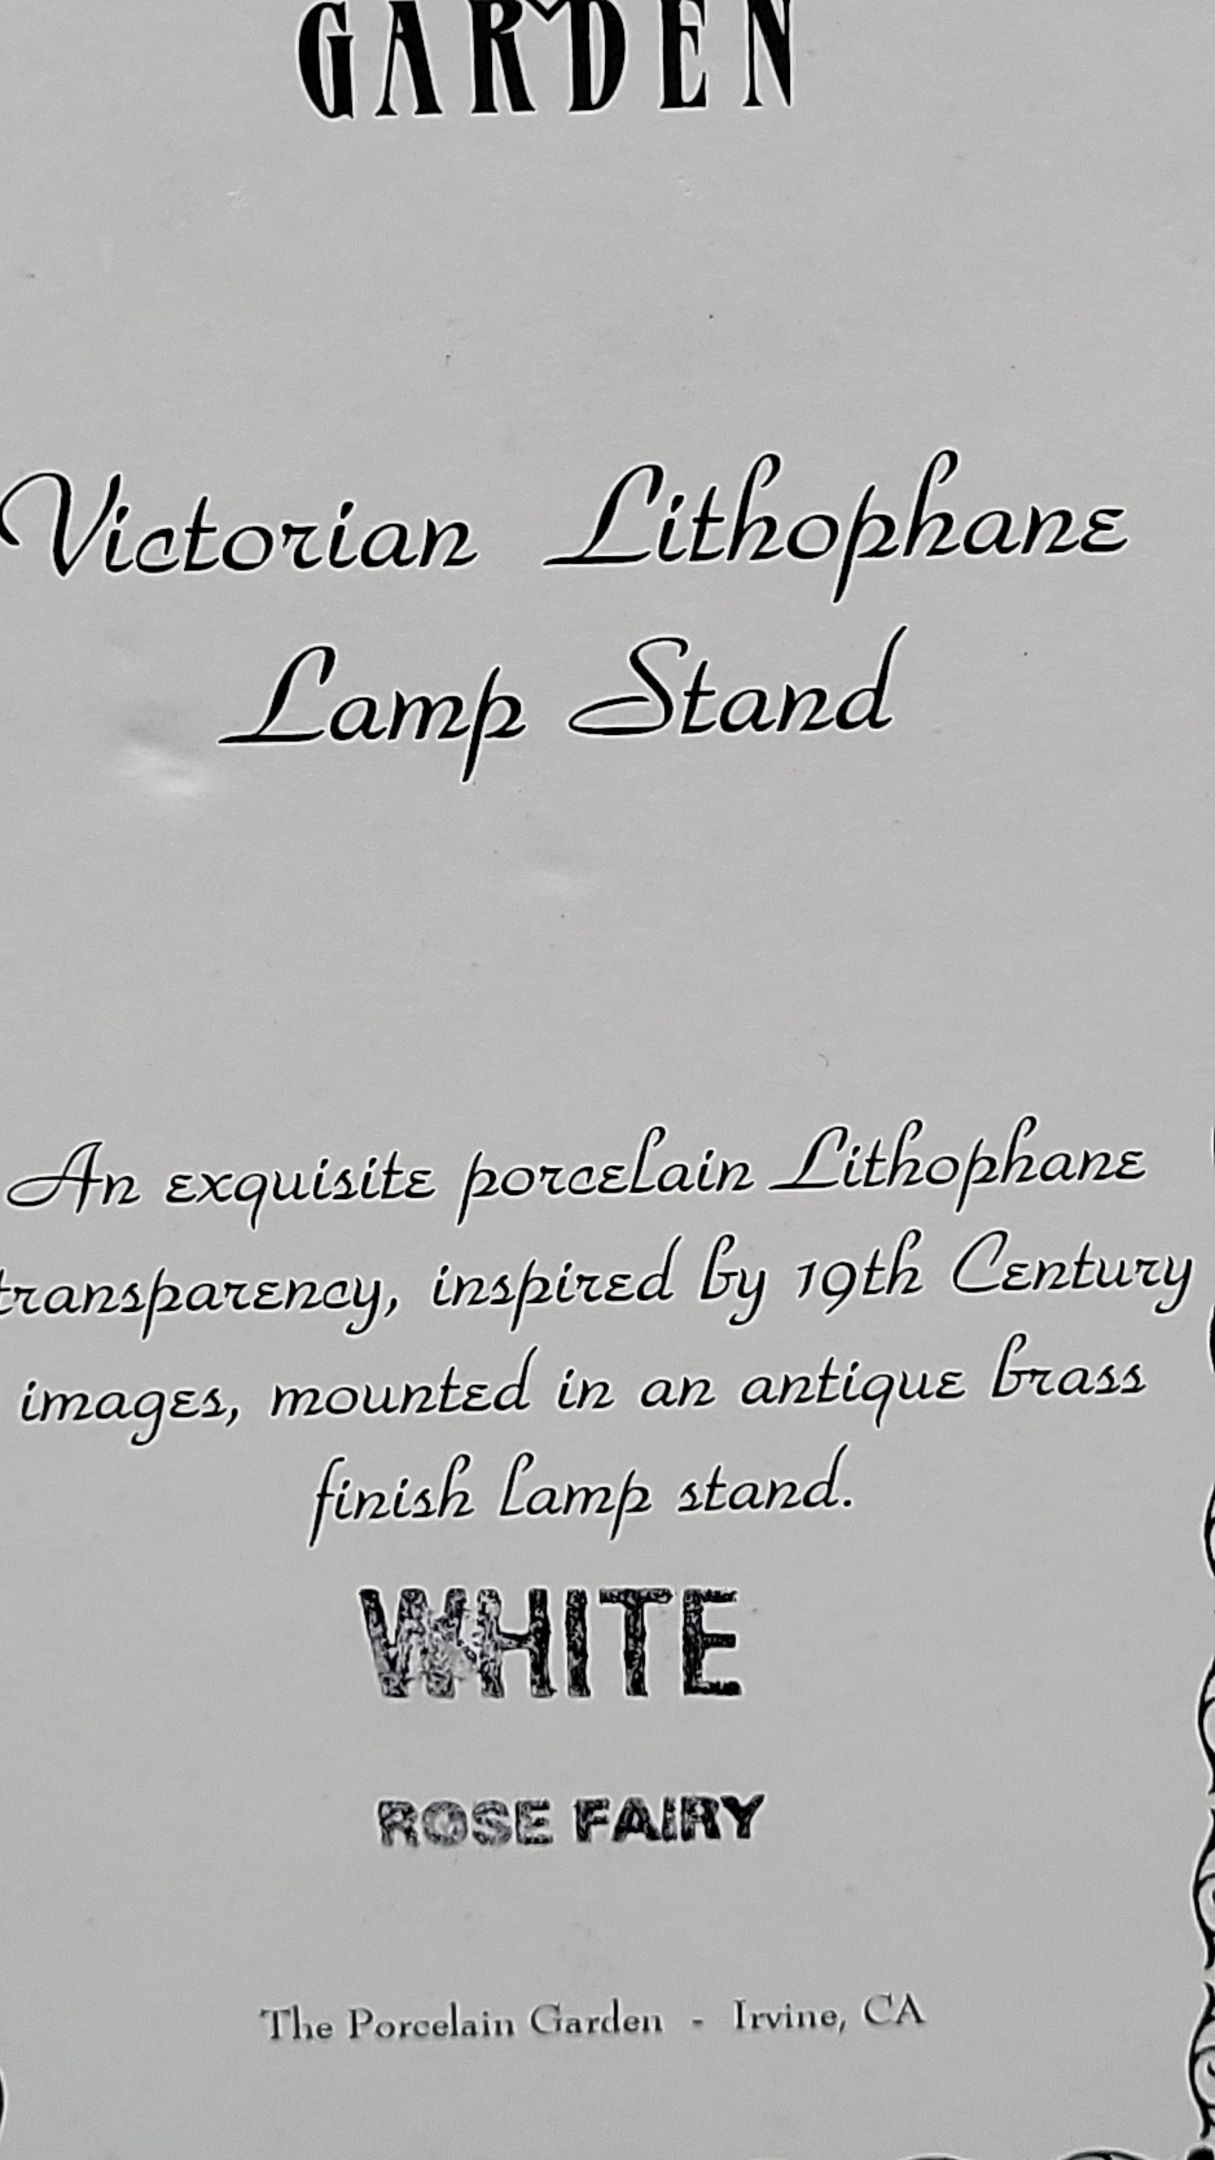 GARDEN
Victorian Lithophane
Lamp Stand
An exquisite porcelain Lithophane
transparency, inspired by 19th Century
images, mounted in an antique brass
finish lamp stand.
WHITE
ROSE FAIRY
The Porcelain Garden - Irvine, CA